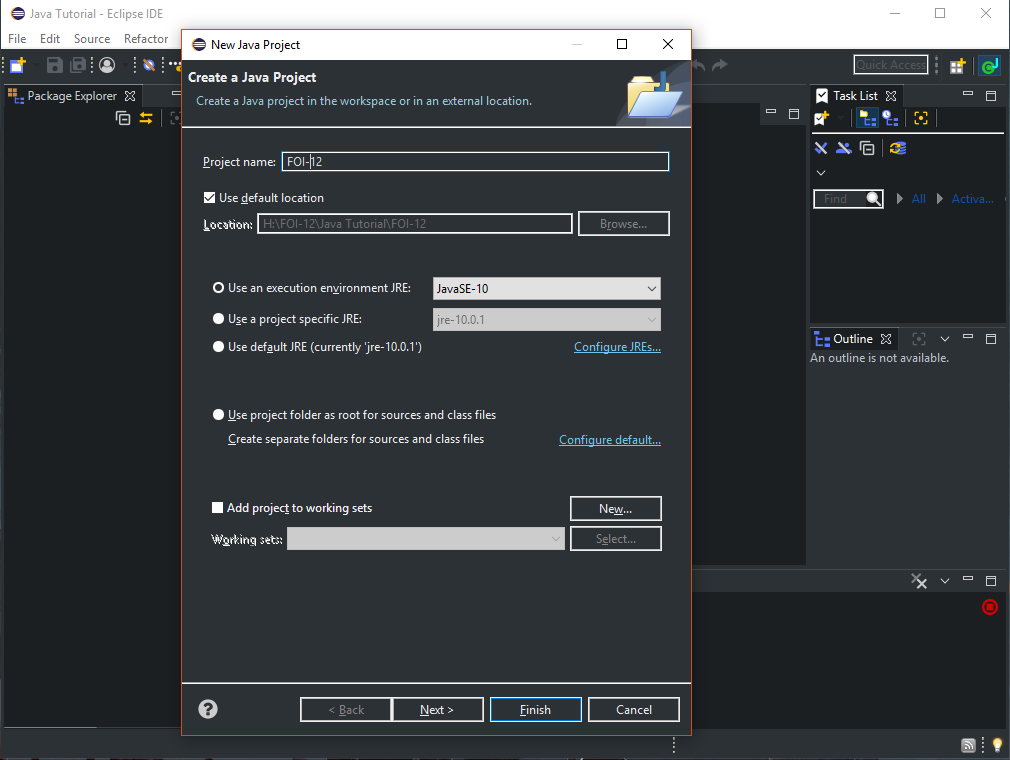 Java Tutorial - Eclipse IDE
File Edit Source Refactor
New Java Project
Create a Java Project
Create a Java project in the workspace or in an external location.
Quick Access
Package Explorer
Task List
Project name: FOI-12
Use default location
Location: H:\FOI-12\Java Tutorial\FOI-12 Browse...
Find All Activa...
Use an execution environment JRE: JavaSE-10
Use a project specific JRE: jre-10.0.1
Use default JRE (currently 'jre-10.0.1') Configure JREs...
Outline
An outline is not available.
Use project folder as root for sources and class files
Create separate folders for sources and class files Configure default...
Add project to working sets New...
Working sets: Select...
< Back Next > Finish Cancel